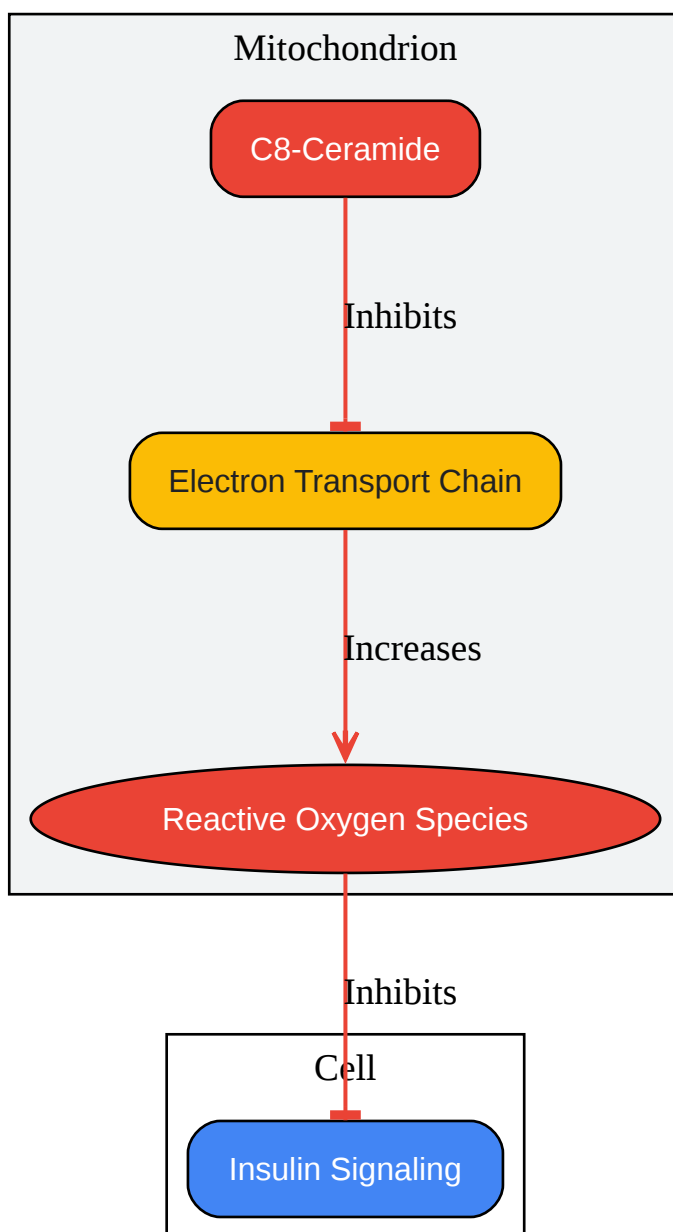 Mitochondrion
C8-Ceramide
Inhibits
Electron Transport Chain
Increases
Reactive Oxygen Species
Inhibits
Cell
Insulin Signaling